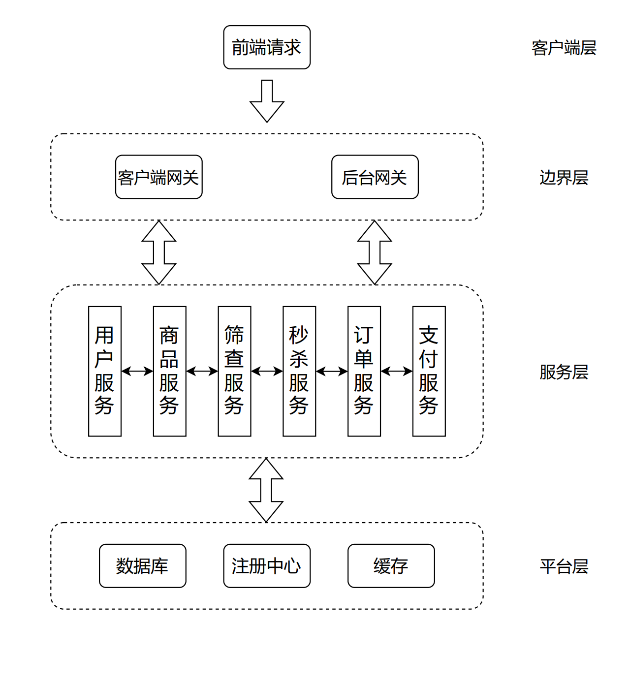 前端请求
客户端层
客户端网关
后台网关
边界层
用户服务
商品服务
筛查服务
秒杀服务
订单服务
支付服务
服务层
数据库
注册中心
缓存
平台层